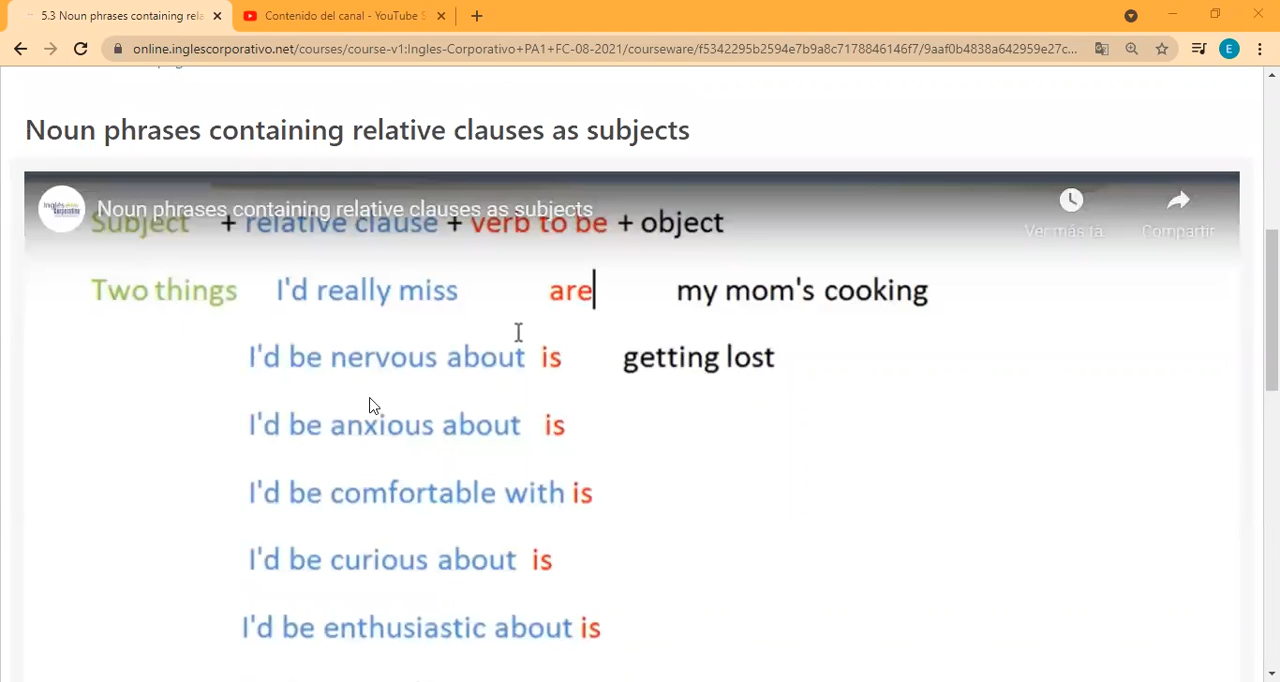 5.3 Noun phrases containing rela
Contenido del canal - YouTube S
online.inglescorporativo.net/courses/course-v1:Ingles-Corporativo+PA1+FC-08-2021/courseware/f5342295b2594e7b9a8c7178846146f7/9aaf0b4838a642959e27c...
E
Noun phrases containing relative clauses as subjects
Noun phrases containing relative clauses as subjects
Subject + relative clause + verb to be + object
Ver más ta.
Compartir
Two things I'd really miss are my mom's cooking
I'd be nervous about is getting lost
I'd be anxious about is
I'd be comfortable with is
I'd be curious about is
I'd be enthusiastic about is